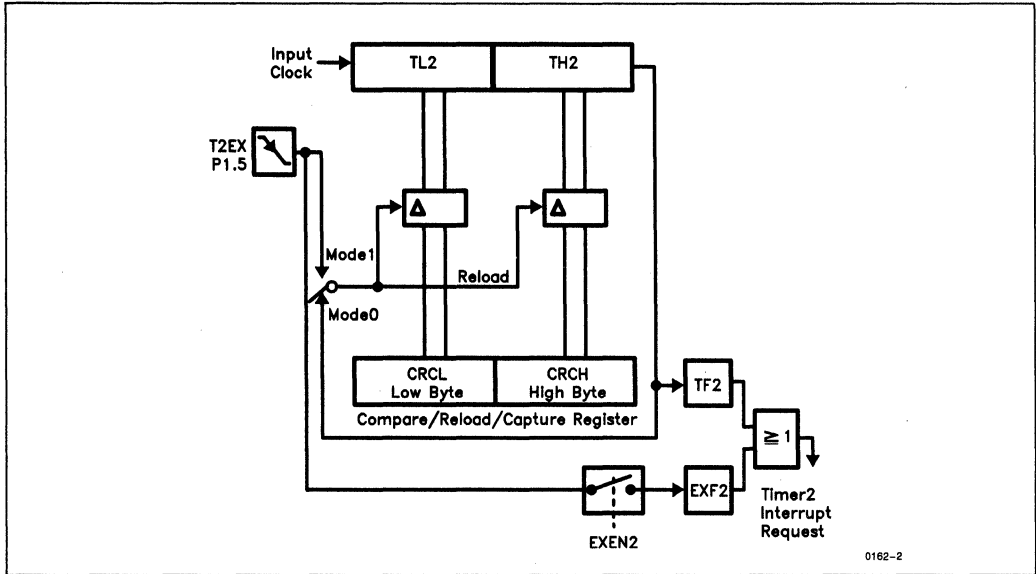 Input
Clock
TL2
TH2
T2EX
P1.5
Δ
Δ
Mode1
Reload
Mode0
CRCL
Low Byte
CRCH
High Byte
Compare/Reload/Capture Register
TF2
≧ 1
EXF2
EXEN2
Timer2
Interrupt
Request
0162-2